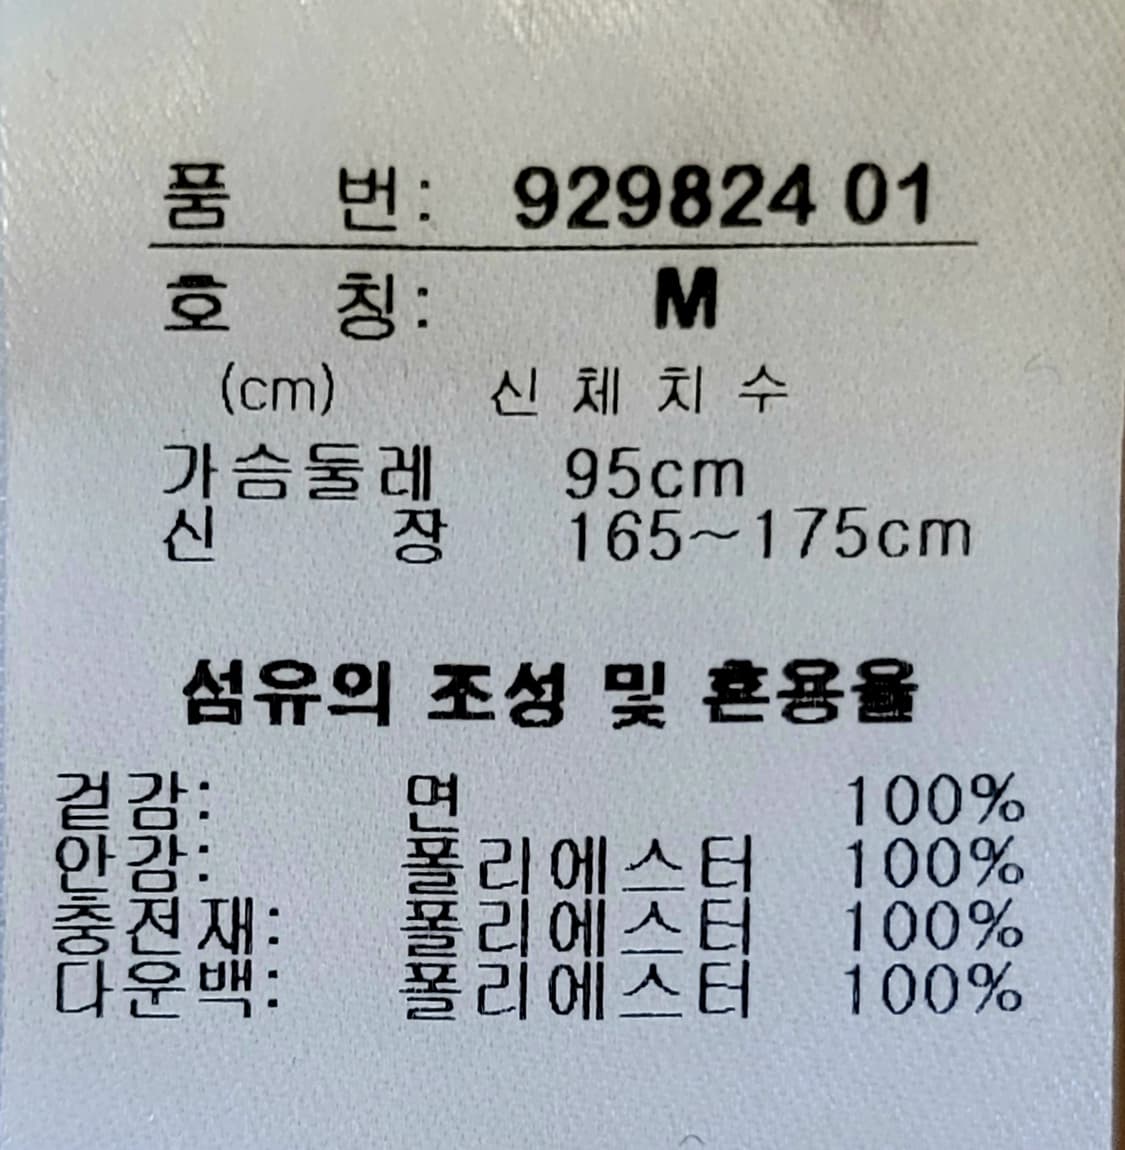 품 번: 929824 01
호 칭: M
(cm) 신 체 치 수
가슴둘레 95cm
신 장 165~175cm
섬유의 조성 및 혼용율
겉감: 면 100%
안감: 폴리에스터 100%
충전재: 폴리에스터 100%
다운백: 폴리에스터 100%